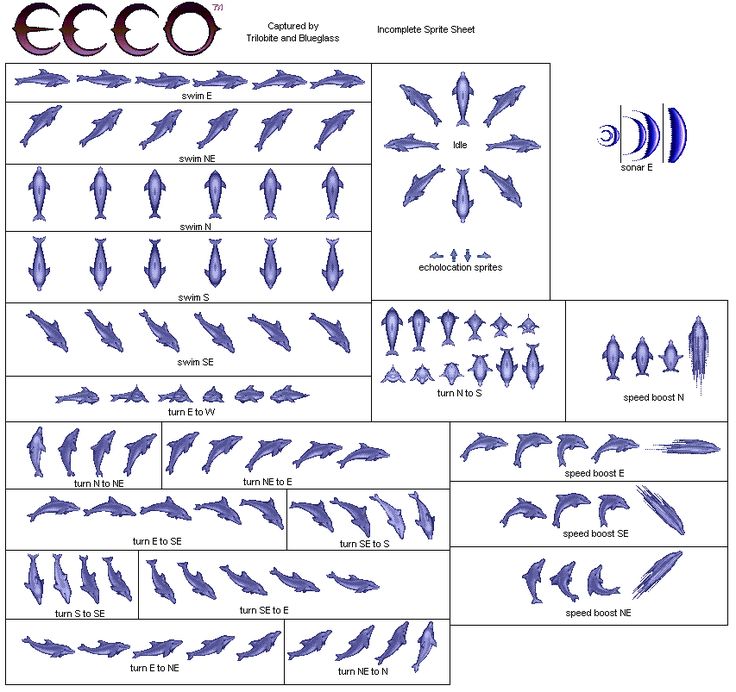 ECCO TM
Captured by
Trilobite and Blueglass
Incomplete Sprite Sheet
swim E
swim NE
Idle
sonar E
swim N
echolocation sprites
swim S
swim SE
turn E to W
turn N to S
speed boost N
turn N to NE
turn NE to E
speed boost E
turn E to SE
turn SE to S
speed boost SE
turn S to SE
turn SE to E
speed boost NE
turn E to NE
turn NE to N